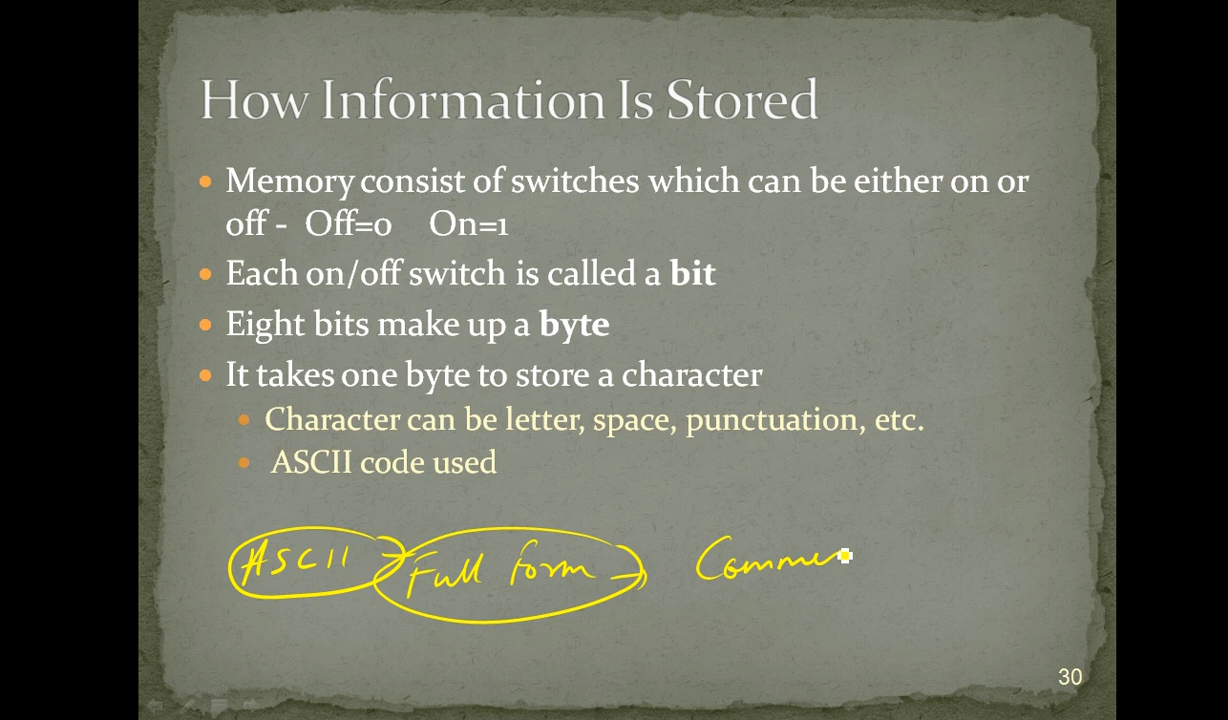 How Information Is Stored
• Memory consist of switches which can be either on or
off - Off=0 On=1
• Each on/off switch is called a bit
• Eight bits make up a byte
• It takes one byte to store a character
• Character can be letter, space, punctuation, etc.
• ASCII code used
ASCII → Full form → Comme
30